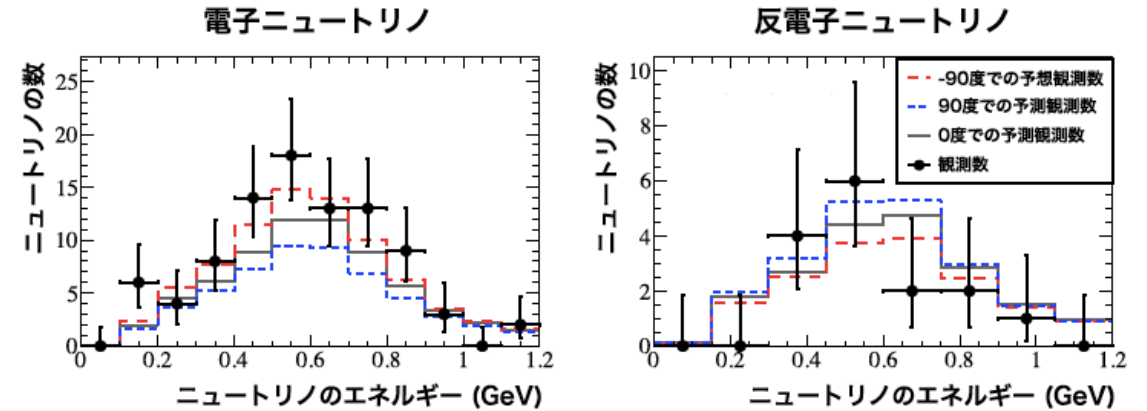 電子ニュートリノ
ニュートリノの数
25
20
15
10
5
0
0.2
0.4
0.6
0.8
1
1.2
ニュートリノのエネルギー (GeV)
反電子ニュートリノ
ニュートリノの数
10
8
6
4
2
0
0
0.2
0.4
0.6
0.8
1
1.2
ニュートリノのエネルギー (GeV)
-90度での予想観測数
90度での予測観測数
0度での予測観測数
観測数